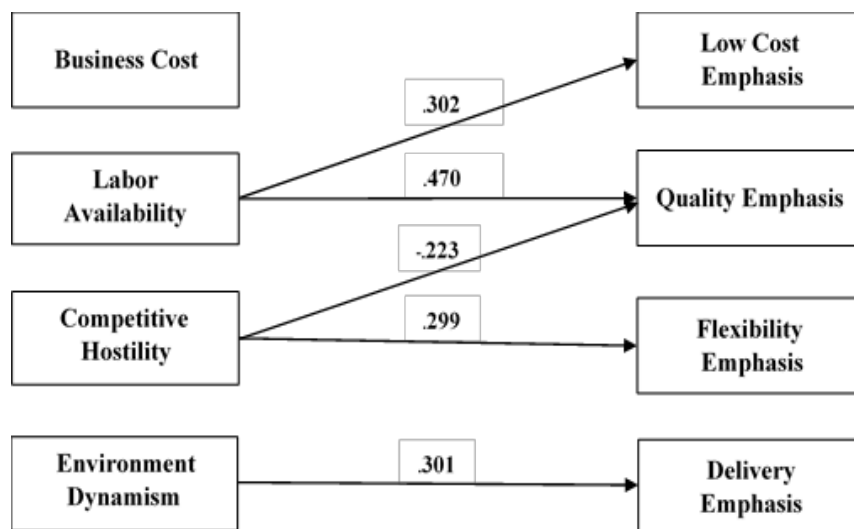 Business Cost
Low Cost
Emphasis
.302
Labor
Availability
.470
Quality Emphasis
-.223
Competitive
Hostility
.299
Flexibility
Emphasis
Environment
Dynamism
.301
Delivery
Emphasis